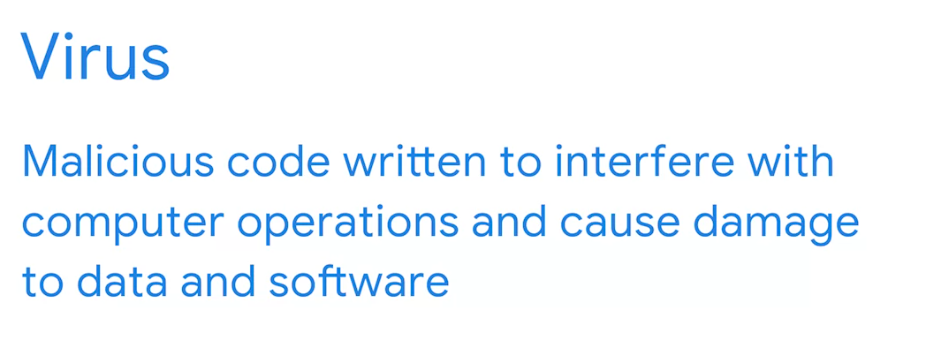 Virus
Malicious code written to interfere with
computer operations and cause damage
to data and software